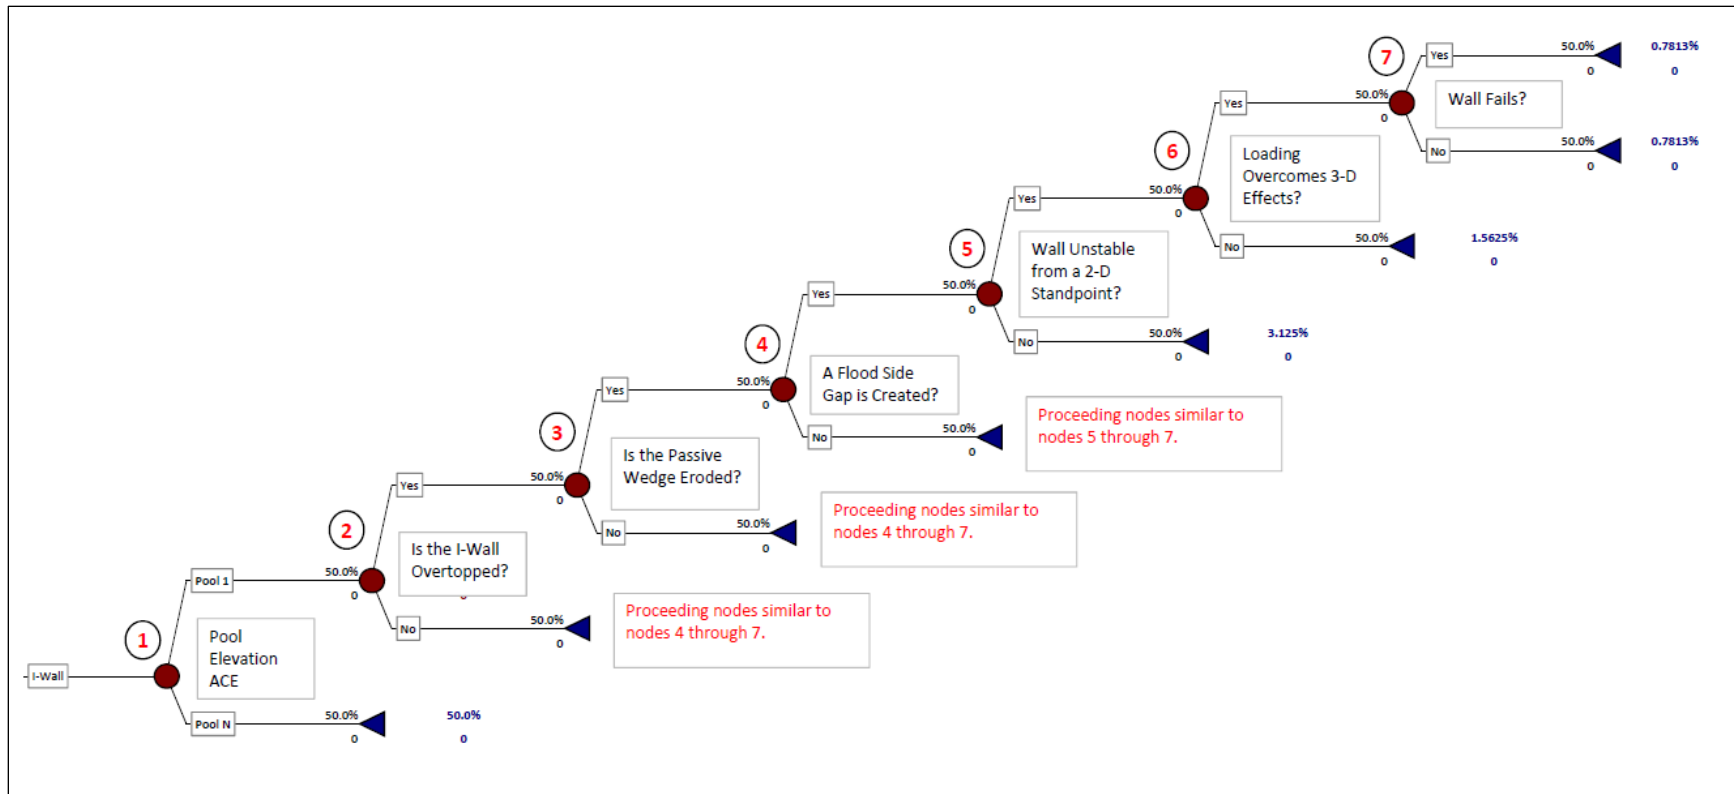 7
Yes
50.0%
0
0.7813%
0
Wall Fails?
No
50.0%
0
0.7813%
0
6
Yes
50.0%
0
Loading
Overcomes 3-D
Effects?
No
50.0%
0
1.5625%
0
5
Yes
50.0%
0
Wall Unstable
from a 2-D
Standpoint?
No
50.0%
0
3.125%
0
4
Yes
50.0%
0
A Flood Side
Gap is Created?
No
50.0%
0
Proceeding nodes similar to
nodes 5 through 7.
3
Yes
50.0%
0
Is the Passive
Wedge Eroded?
No
50.0%
0
Proceeding nodes similar to
nodes 4 through 7.
2
Yes
50.0%
0
Is the I-Wall
Overtopped?
No
50.0%
0
Proceeding nodes similar to
nodes 4 through 7.
1
Pool 1
50.0%
0
Pool
Elevation
ACE
I-Wall
Pool N
50.0%
0
50.0%
0